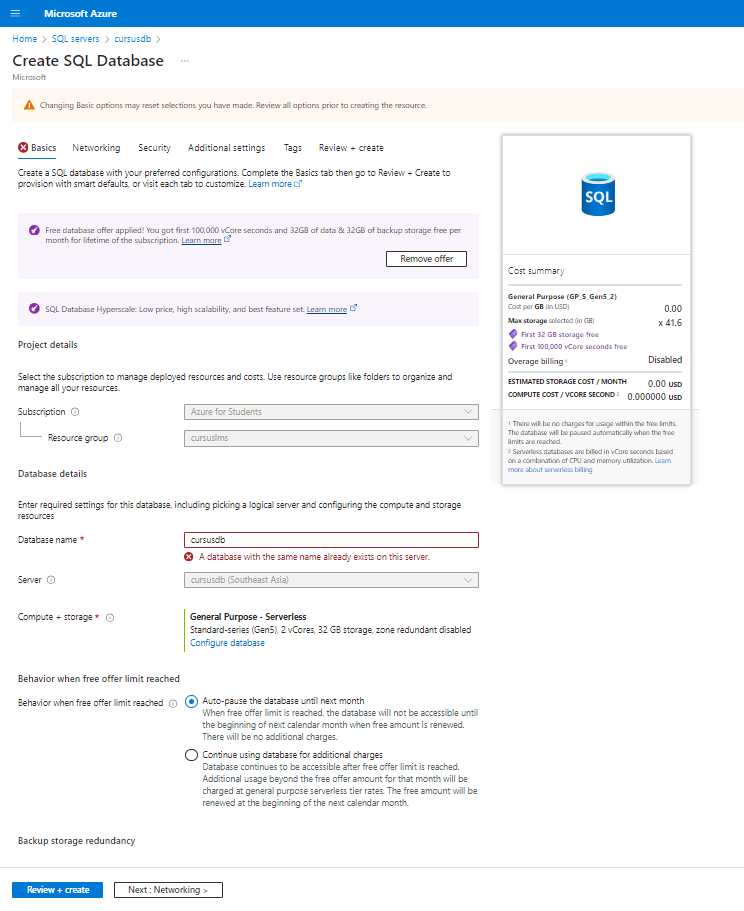 Microsoft Azure
Home > SQL servers > cursusdb >
Create SQL Database ...
Microsoft
Changing Basic options may reset selections you have made. Review all options prior to creating the resource.
Basics Networking Security Additional settings Tags Review + create
Create a SQL database with your preferred configurations. Complete the Basics tab then go to Review + Create to
provision with smart defaults, or visit each tab to customize. Learn more
Free database offer applied! You got first 100,000 vCore seconds and 32GB of data & 32GB of backup storage free per
month for lifetime of the subscription. Learn more
Remove offer
SQL Database Hyperscale: Low price, high scalability, and best feature set. Learn more
Project details
Select the subscription to manage deployed resources and costs. Use resource groups like folders to organize and
manage all your resources.
Subscription
Azure for Students
Resource group
cursuslms
Database details
Enter required settings for this database, including picking a logical server and configuring the compute and storage
resources
Database name *
cursusdb
A database with the same name already exists on this server.
Server
cursusdb (Southeast Asia)
Compute + storage *
General Purpose - Serverless
Standard-series (Gen5), 2 vCores, 32 GB storage, zone redundant disabled
Configure database
Behavior when free offer limit reached
Behavior when free offer limit reached
Auto-pause the database until next month
When free offer limit is reached, the database will not be accessible until
the beginning of next calendar month when free amount is renewed.
There will be no additional charges.
Continue using database for additional charges
Database continues to be accessible after free offer limit is reached.
Additional usage beyond the free offer amount for that month will be
charged at general purpose serverless tier rates. The free amount will be
renewed at the beginning of the next calendar month.
Backup storage redundancy
Review + create
Next : Networking >
SQL
Cost summary
General Purpose (GP_S_Gen5_2)
Cost per GB (in USD) 0.00
Max storage selected (in GB) x 41.6
First 32 GB storage free
First 100,000 vCore seconds free
Overage billing ¹ Disabled
ESTIMATED STORAGE COST / MONTH 0.00 USD
COMPUTE COST / VCORE SECOND ² 0.000000 USD
¹ There will be no charges for usage within the free limits.
The database will be paused automatically when the free
limits are reached.
² Serverless databases are billed in vCore seconds based
on a combination of CPU and memory utilization. Learn
more about serverless billing